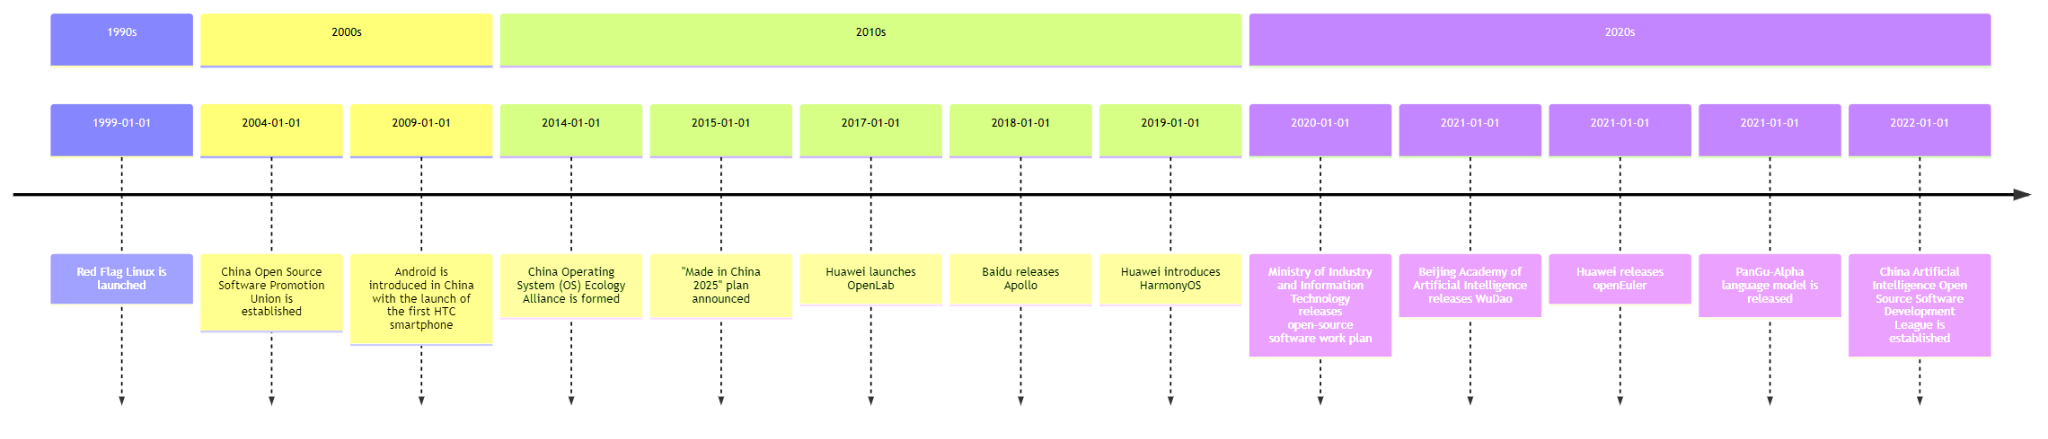 1990s
2000s
2010s
2020s
1999-01-01
2004-01-01
2009-01-01
2014-01-01
2015-01-01
2017-01-01
2018-01-01
2019-01-01
2020-01-01
2021-01-01
2021-01-01
2021-01-01
2022-01-01
Red Flag Linux is
launched
China Open Source
Software Promotion
Union is
established
Android is
introduced in China
with the launch of
the first HTC
smartphone
China Operating
System (OS) Ecology
Alliance is formed
"Made in China
2025" plan
announced
Huawei launches
OpenLab
Baidu releases
Apollo
Huawei introduces
HarmonyOS
Ministry of Industry
and Information
Technology
releases
open-source
software work plan
Beijing Academy of
Artificial Intelligence
releases WuDao
Huawei releases
openEuler
PanGu-Alpha
language model is
released
China Artificial
Intelligence Open
Source Software
Development
League is
established